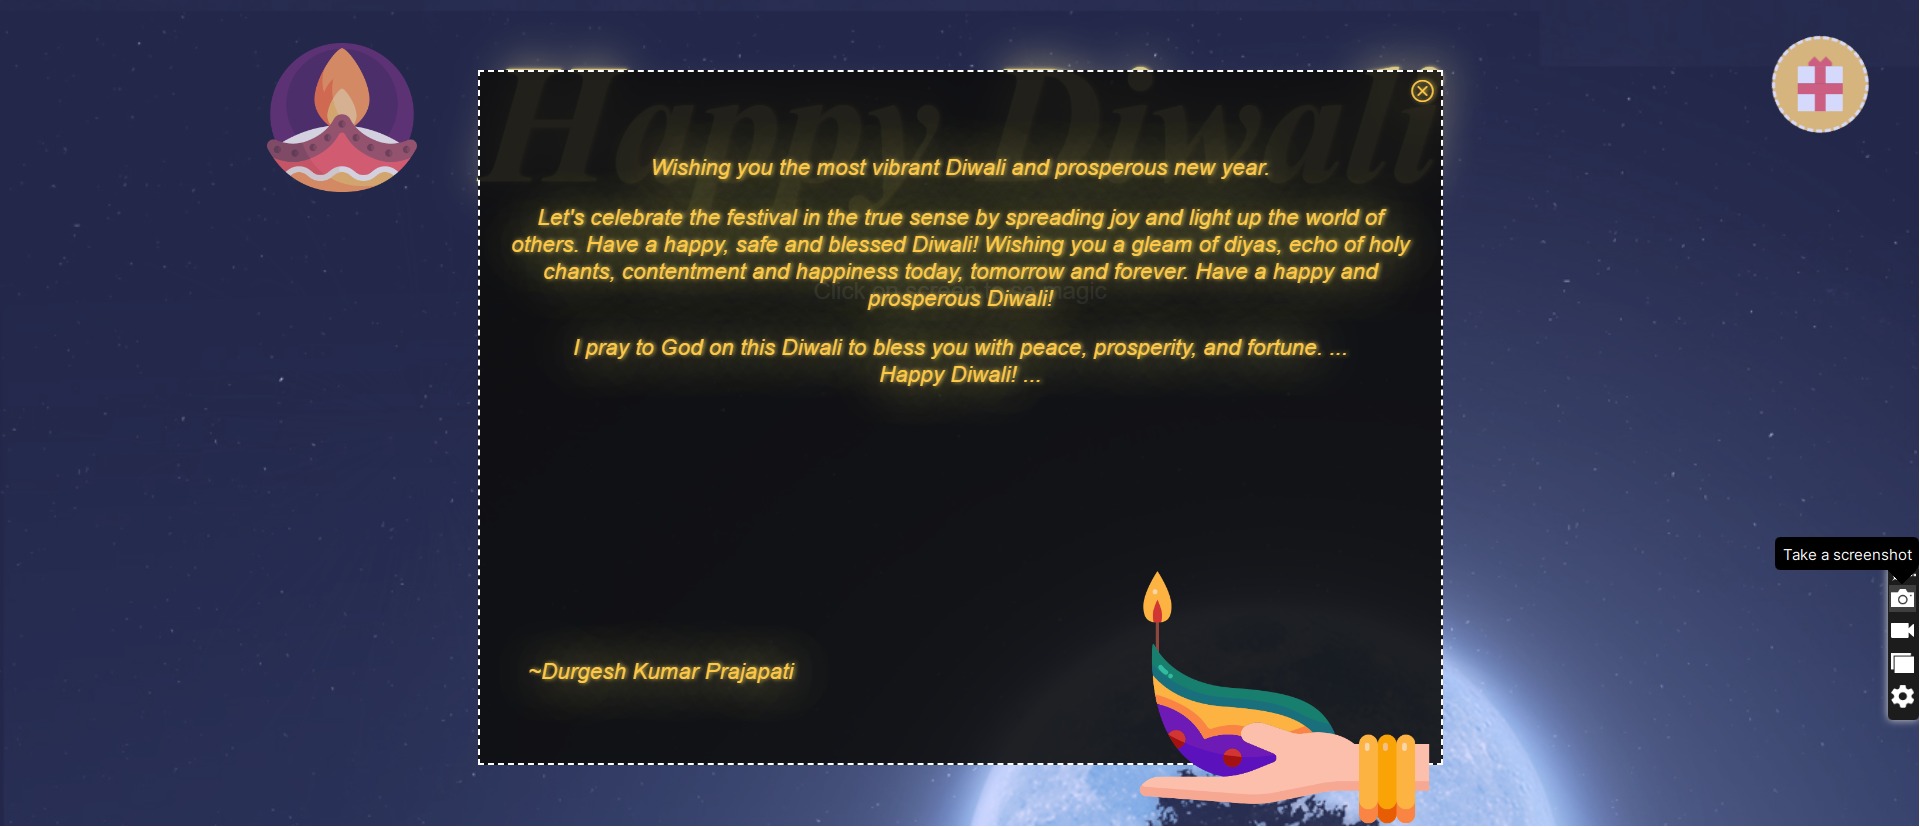 Happy Diwali
Wishing you the most vibrant Diwali and prosperous new year.
Let's celebrate the festival in the true sense by spreading joy and light up the world of
others. Have a happy, safe and blessed Diwali! Wishing you a gleam of diyas, echo of holy
chants, contentment and happiness today, tomorrow and forever. Have a happy and
Click on screen to se magic
prosperous Diwali!
I pray to God on this Diwali to bless you with peace, prosperity, and fortune. ...
Happy Diwali! ...
Take a screenshot
~Durgesh Kumar Prajapati